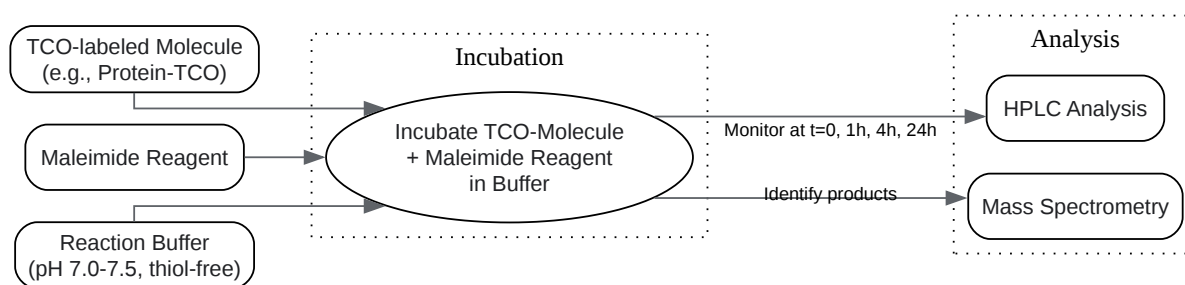 TCO-labeled Molecule
(e.g., Protein-TCO)
Maleimide Reagent
Reaction Buffer
(pH 7.0-7.5, thiol-free)
Incubation
Incubate TCO-Molecule
+ Maleimide Reagent
in Buffer
Monitor at t=0, 1h, 4h, 24h
Identify products
Analysis
HPLC Analysis
Mass Spectrometry